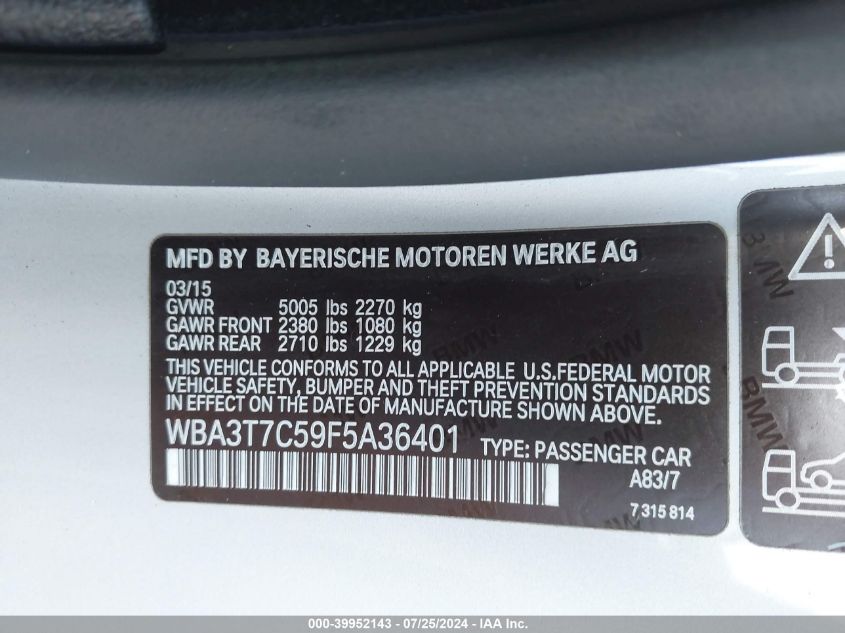 MFD BY BAYERISCHE MOTOREN WERKE AG
03/15
GVWR 5005 lbs 2270 kg
GAWR FRONT 2380 lbs 1080 kg
GAWR REAR 2710 lbs 1229 kg
THIS VEHICLE CONFORMS TO ALL APPLICABLE U.S.FEDERAL MOTOR
VEHICLE SAFETY, BUMPER AND THEFT PREVENTION STANDARDS
IN EFFECT ON THE DATE OF MANUFACTURE SHOWN ABOVE.
WBA3T7C59F5A36401 TYPE: PASSENGER CAR
A83/7
7 315 814
BMW
BMW
000-39952143 - 07/25/2024 - IAA Inc.